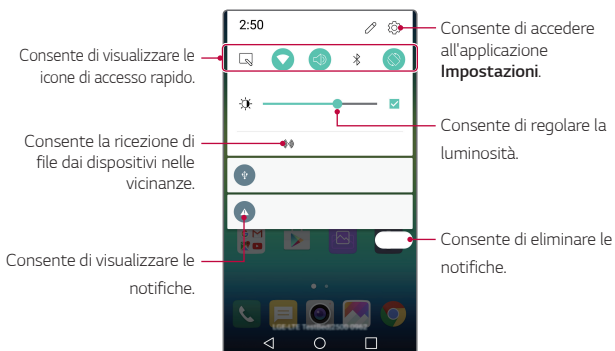 2:50
Consente di accedere
all'applicazione
Impostazioni.
Consente di visualizzare le
icone di accesso rapido.
Consente di regolare la
luminosità.
Consente la ricezione di
file dai dispositivi nelle
vicinanze.
Consente di eliminare le
notifiche.
Consente di visualizzare le
notifiche.